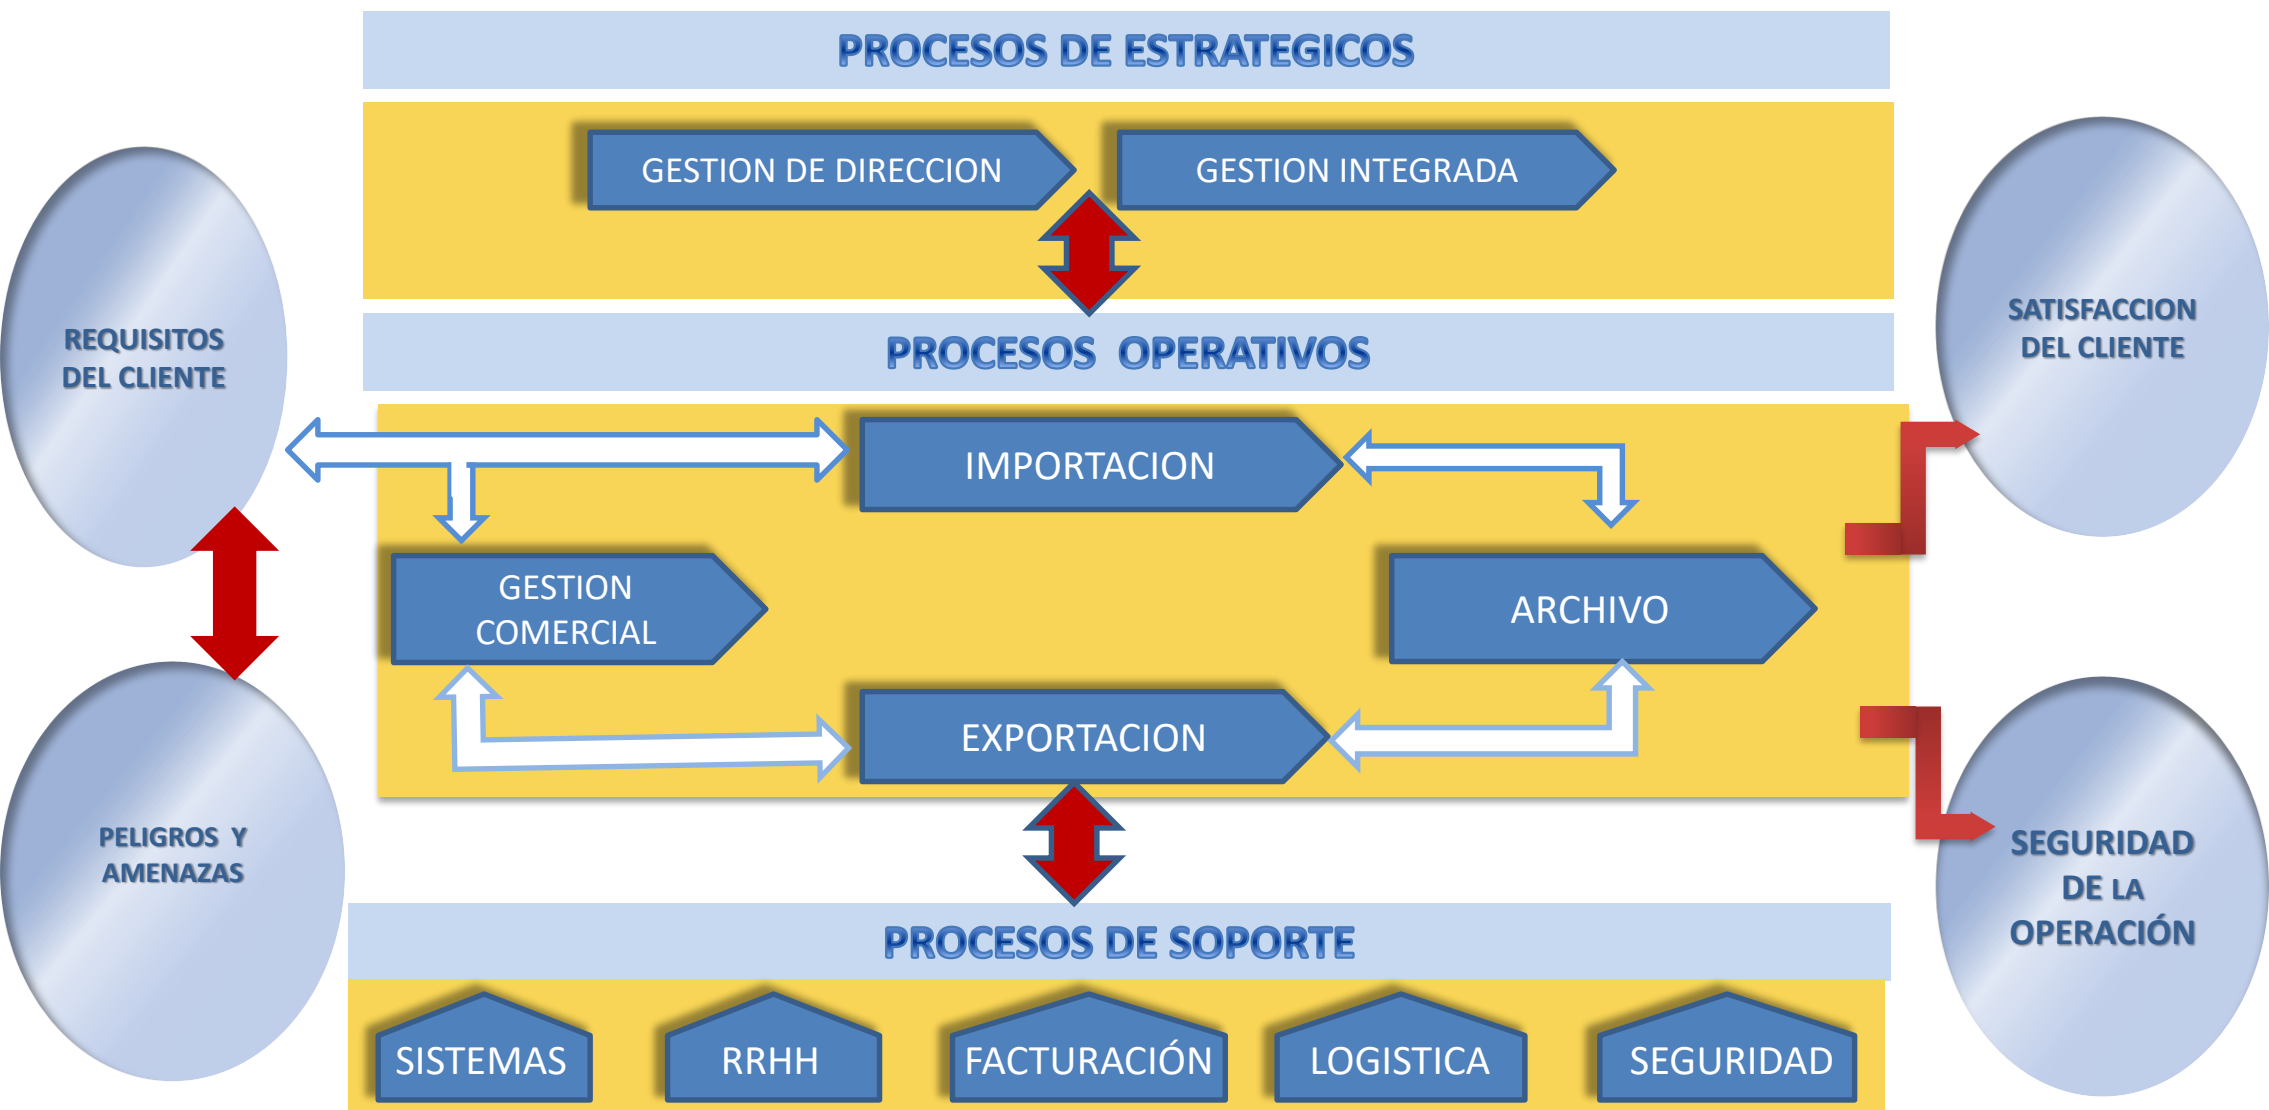 PROCESOS DE ESTRATEGICOS
GESTION DE DIRECCION
GESTION INTEGRADA
REQUISITOS
DEL CLIENTE
SATISFACCION
DEL CLIENTE
PROCESOS OPERATIVOS
IMPORTACION
GESTION
COMERCIAL
ARCHIVO
EXPORTACION
PELIGROS Y
AMENAZAS
SEGURIDAD
DE LA
OPERACIÓN
PROCESOS DE SOPORTE
SISTEMAS
RRHH
FACTURACIÓN
LOGISTICA
SEGURIDAD